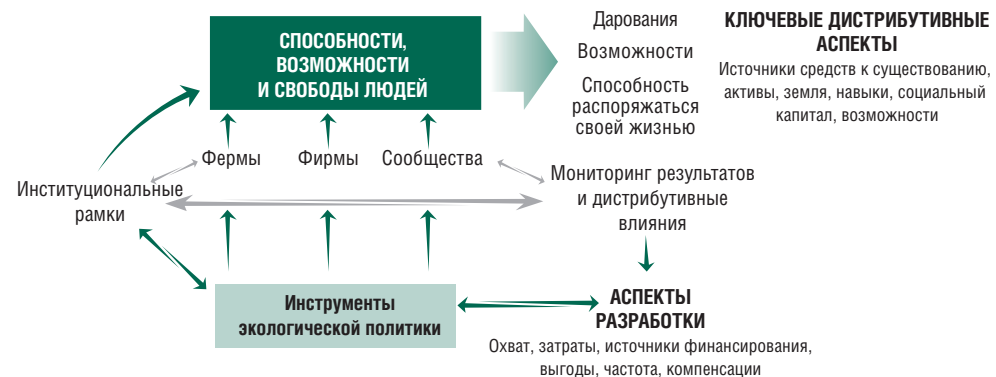 СПОСОБНОСТИ,
ВОЗМОЖНОСТИ
И СВОБОДЫ ЛЮДЕЙ
Дарования
Возможности
Способность
распоряжаться
своей жизнью
КЛЮЧЕВЫЕ ДИСТРИБУТИВНЫЕ
АСПЕКТЫ
Источники средств к существованию,
активы, земля, навыки, социальный
капитал, возможности
Фермы
Фирмы
Сообщества
Институциональные
рамки
Мониторинг результатов
и дистрибутивные
влияния
Инструменты
экологической политики
АСПЕКТЫ
РАЗРАБОТКИ
Охват, затраты, источники финансирования,
выгоды, частота, компенсации